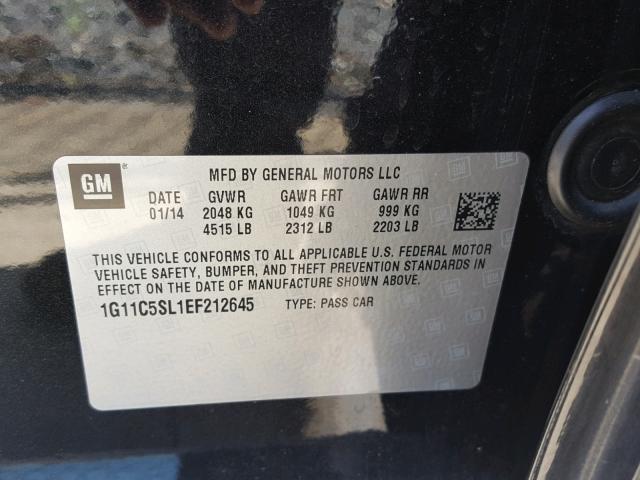 GM
MFD BY GENERAL MOTORS LLC
DATE GVWR GAWR FRT GAWR RR
01/14 2048 KG 1049 KG 999 KG
4515 LB 2312 LB 2203 LB
THIS VEHICLE CONFORMS TO ALL APPLICABLE U.S. FEDERAL MOTOR
VEHICLE SAFETY, BUMPER, AND THEFT PREVENTION STANDARDS IN
EFFECT ON THE DATE OF MANUFACTURE SHOWN ABOVE.
1G11C5SL1EF212645 TYPE: PASS CAR